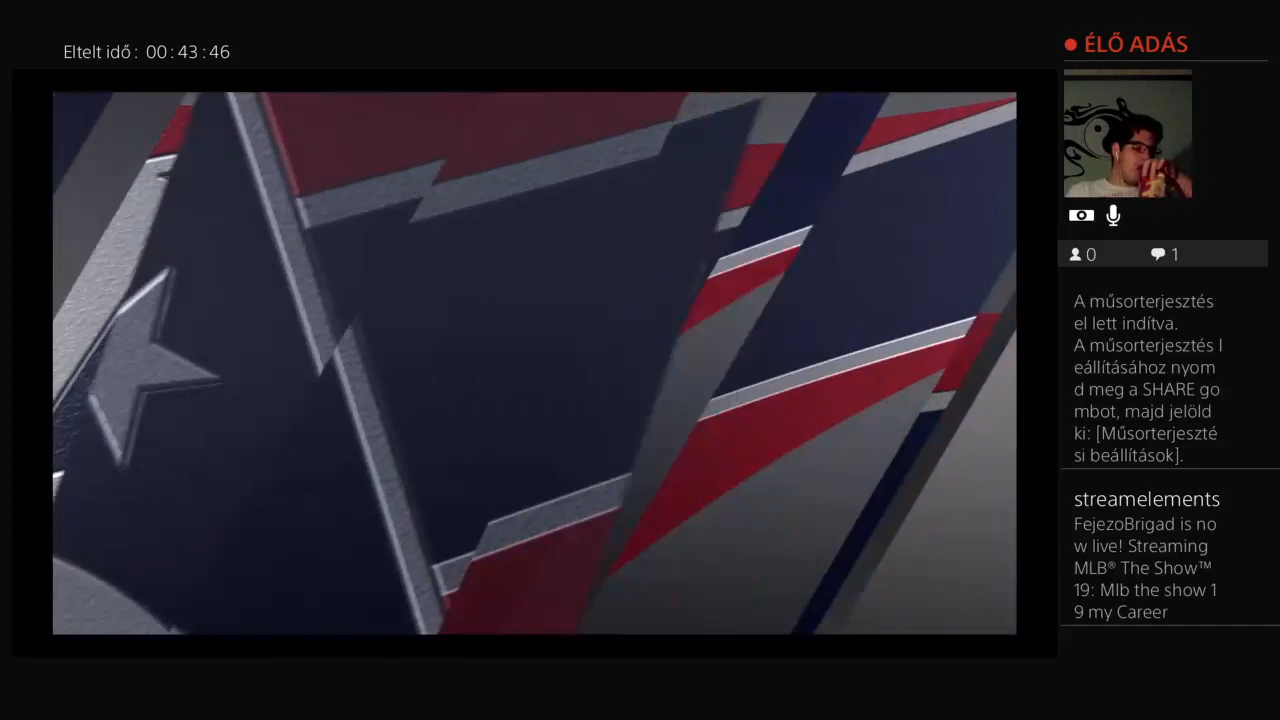 Eltelt idő: 00:43:46
ÉLŐ ADÁS
0 1
A műsorterjesztés
el lett indítva.
A műsorterjesztés l
eállításához nyom
d meg a SHARE go
mbot, majd jelöld
ki: [Műsorterjeszté
si beállítások].
streamelements
FejezoBrigad is no
w live! Streaming
MLB® The Show™
19: Mlb the show 1
9 my Career